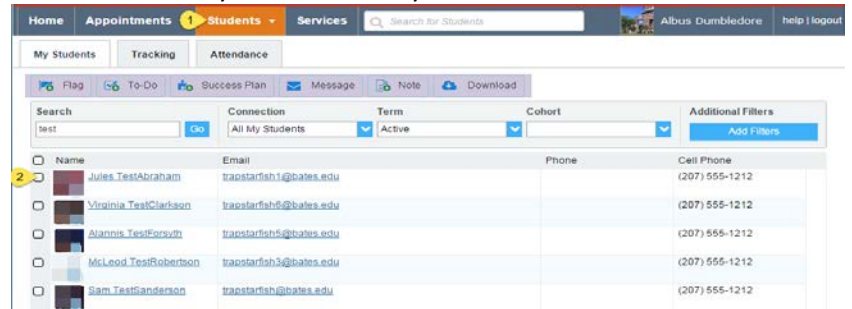 Home Appointments 1 Students Services Search for Students Albus Dumbledore help | logout
My Students Tracking Attendance
Flag To-Do Success Plan Message Note Download
Search Connection Term Cohort Additional Filters
test Go All My Students Active Add Filters
Name Email Phone Cell Phone
2 Jules TestAbraham trapstarfish1@bates.edu (207) 555-1212
Virginia TestClarkson trapstarfish6@bates.edu (207) 555-1212
Alannis TestForsyth trapstarfish5@bates.edu (207) 555-1212
McLeod TestRobertson trapstarfish3@bates.edu (207) 555-1212
Sam TestSanderson trapstarfish@bates.edu (207) 555-1212